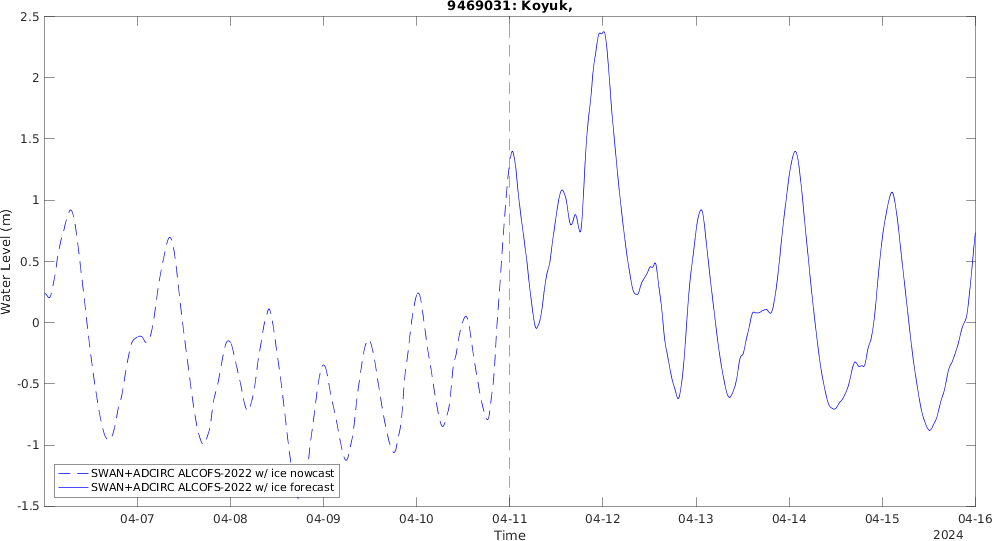 9469031: Koyuk,
2.5
2
1.5
1
0.5
0
-0.5
-1
-1.5
Water Level (m)
SWAN+ADCIRC ALCOFS-2022 w/ ice nowcast
SWAN+ADCIRC ALCOFS-2022 w/ ice forecast
04-07 04-08 04-09 04-10 04-11 04-12 04-13 04-14 04-15 04-16
Time
2024